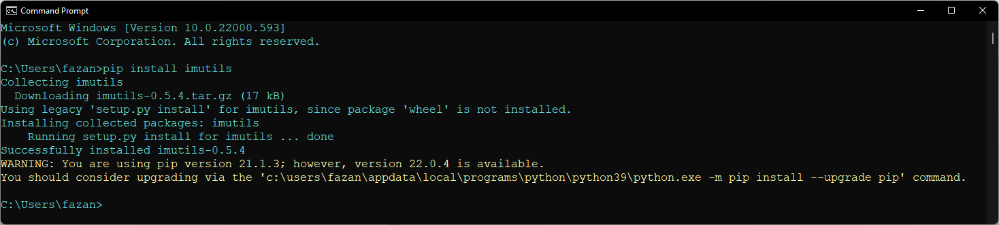 Command Prompt
Microsoft Windows [Version 10.0.22000.593]
(c) Microsoft Corporation. All rights reserved.
C:\Users\fazan>pip install imutils
Collecting imutils
  Downloading imutils-0.5.4.tar.gz (17 kB)
Using legacy 'setup.py install' for imutils, since package 'wheel' is not installed.
Installing collected packages: imutils
    Running setup.py install for imutils ... done
Successfully installed imutils-0.5.4
WARNING: You are using pip version 21.1.3; however, version 22.0.4 is available.
You should consider upgrading via the 'c:\users\fazan\appdata\local\programs\python\python39\python.exe -m pip install --upgrade pip' command.
C:\Users\fazan>